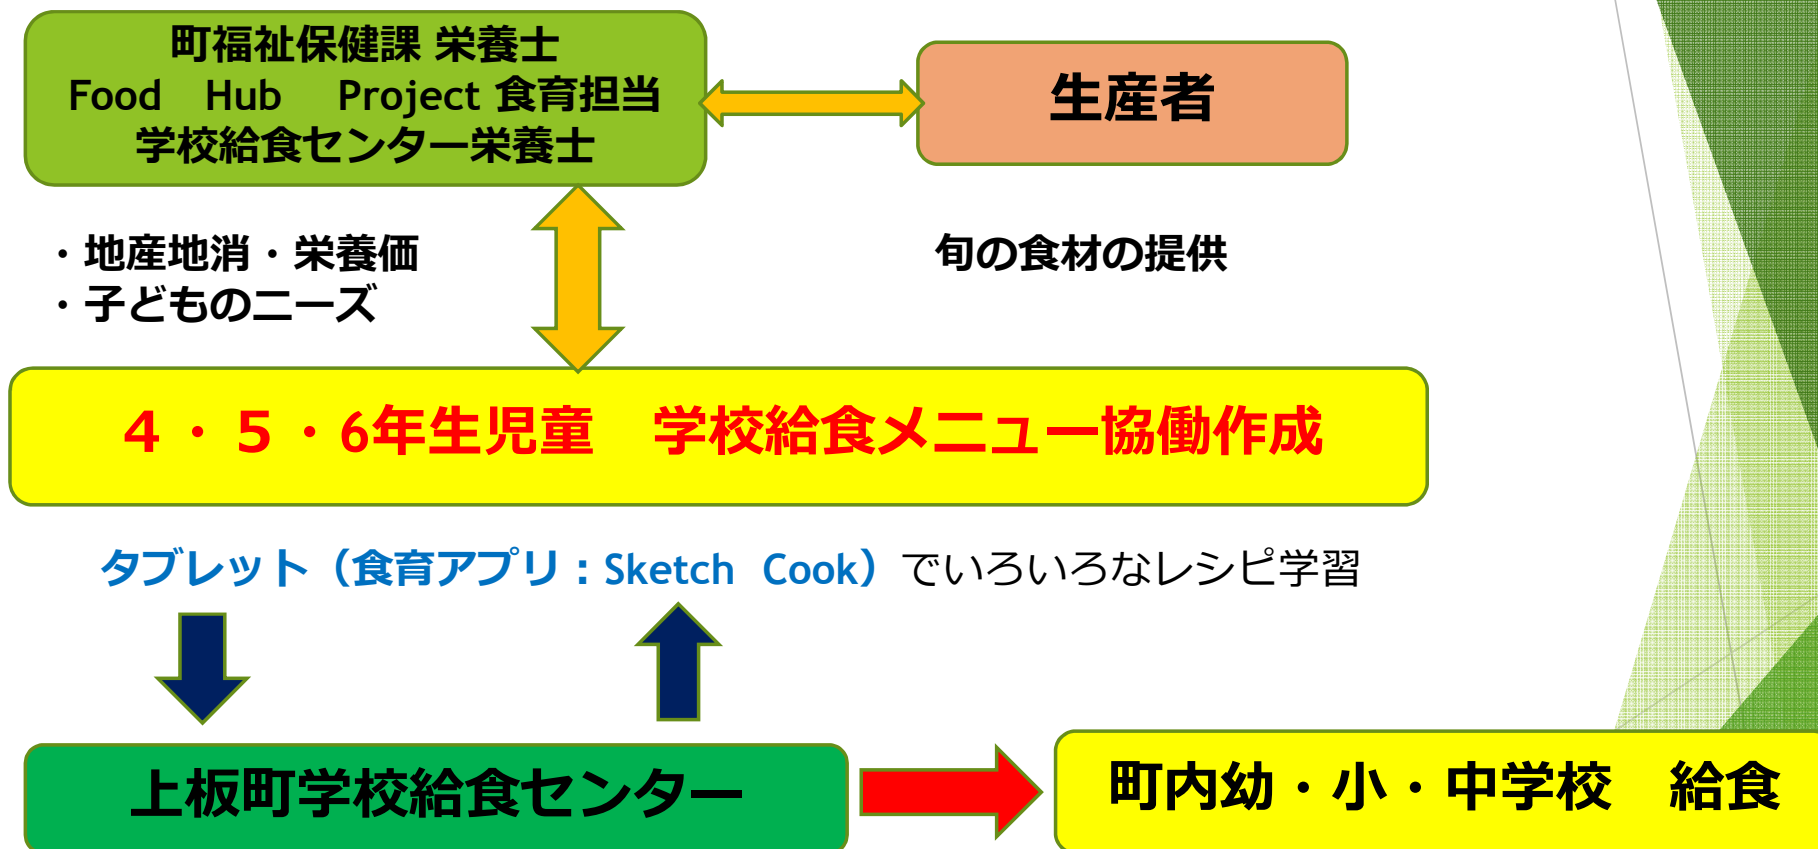 町福祉保健課 栄養士
Food Hub Project 食育担当
学校給食センター栄養士
生産者
・地産地消・栄養価
・子どものニーズ
旬の食材の提供
４・５・6年生児童　学校給食メニュー協働作成
タブレット（食育アプリ：Sketch Cook）でいろいろなレシピ学習
上板町学校給食センター
町内幼・小・中学校　給食